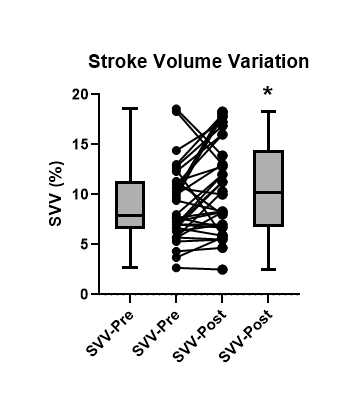 Stroke Volume Variation
*
20
15
10
5
0
SVV (%)
SVV-Pre
SVV-Pre
SVV-Post
SVV-Post